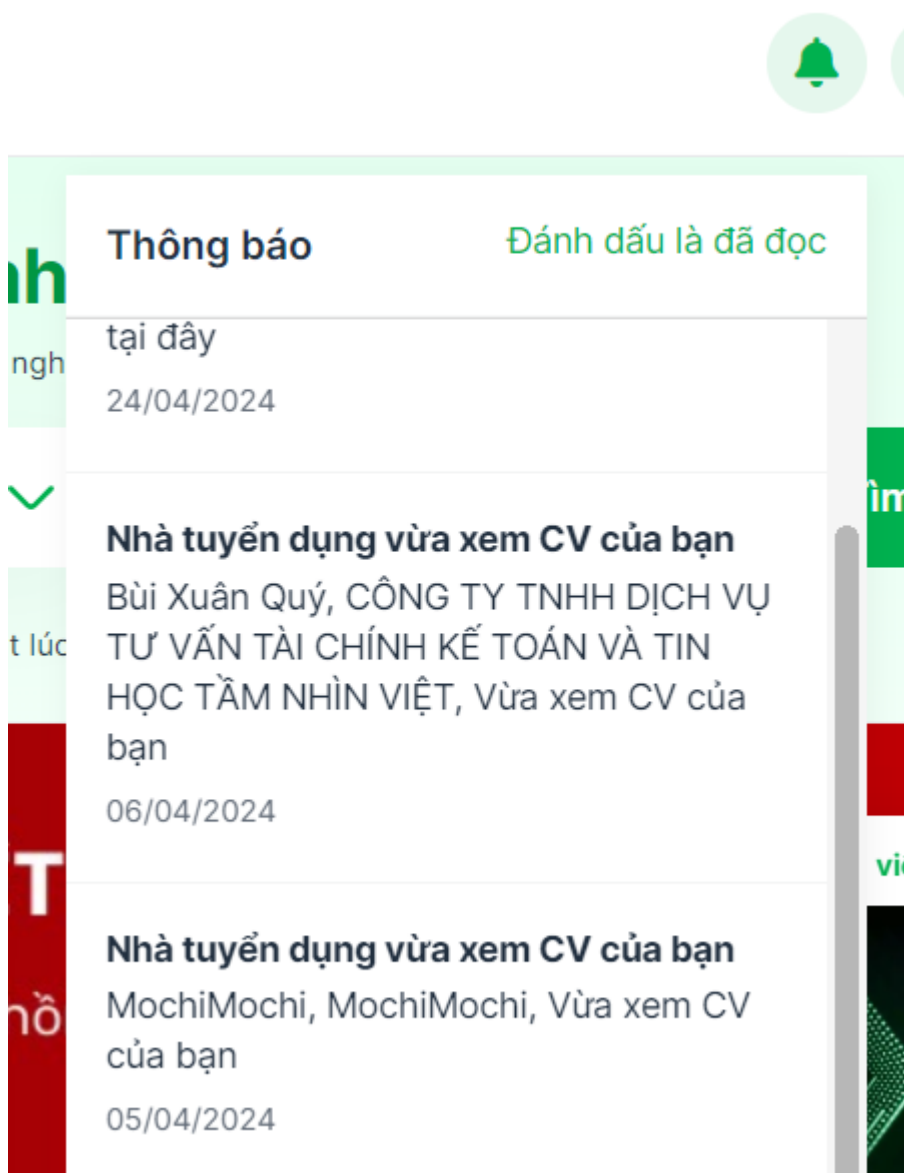 Thông báo
Đánh dấu là đã đọc
tại đây
24/04/2024
Nhà tuyển dụng vừa xem CV của bạn
Bùi Xuân Quý, CÔNG TY TNHH DỊCH VỤ
TƯ VẤN TÀI CHÍNH KẾ TOÁN VÀ TIN
HỌC TẦM NHÌN VIỆT, Vừa xem CV của
bạn
06/04/2024
Nhà tuyển dụng vừa xem CV của bạn
MochiMochi, MochiMochi, Vừa xem CV
của bạn
05/04/2024
t lúc